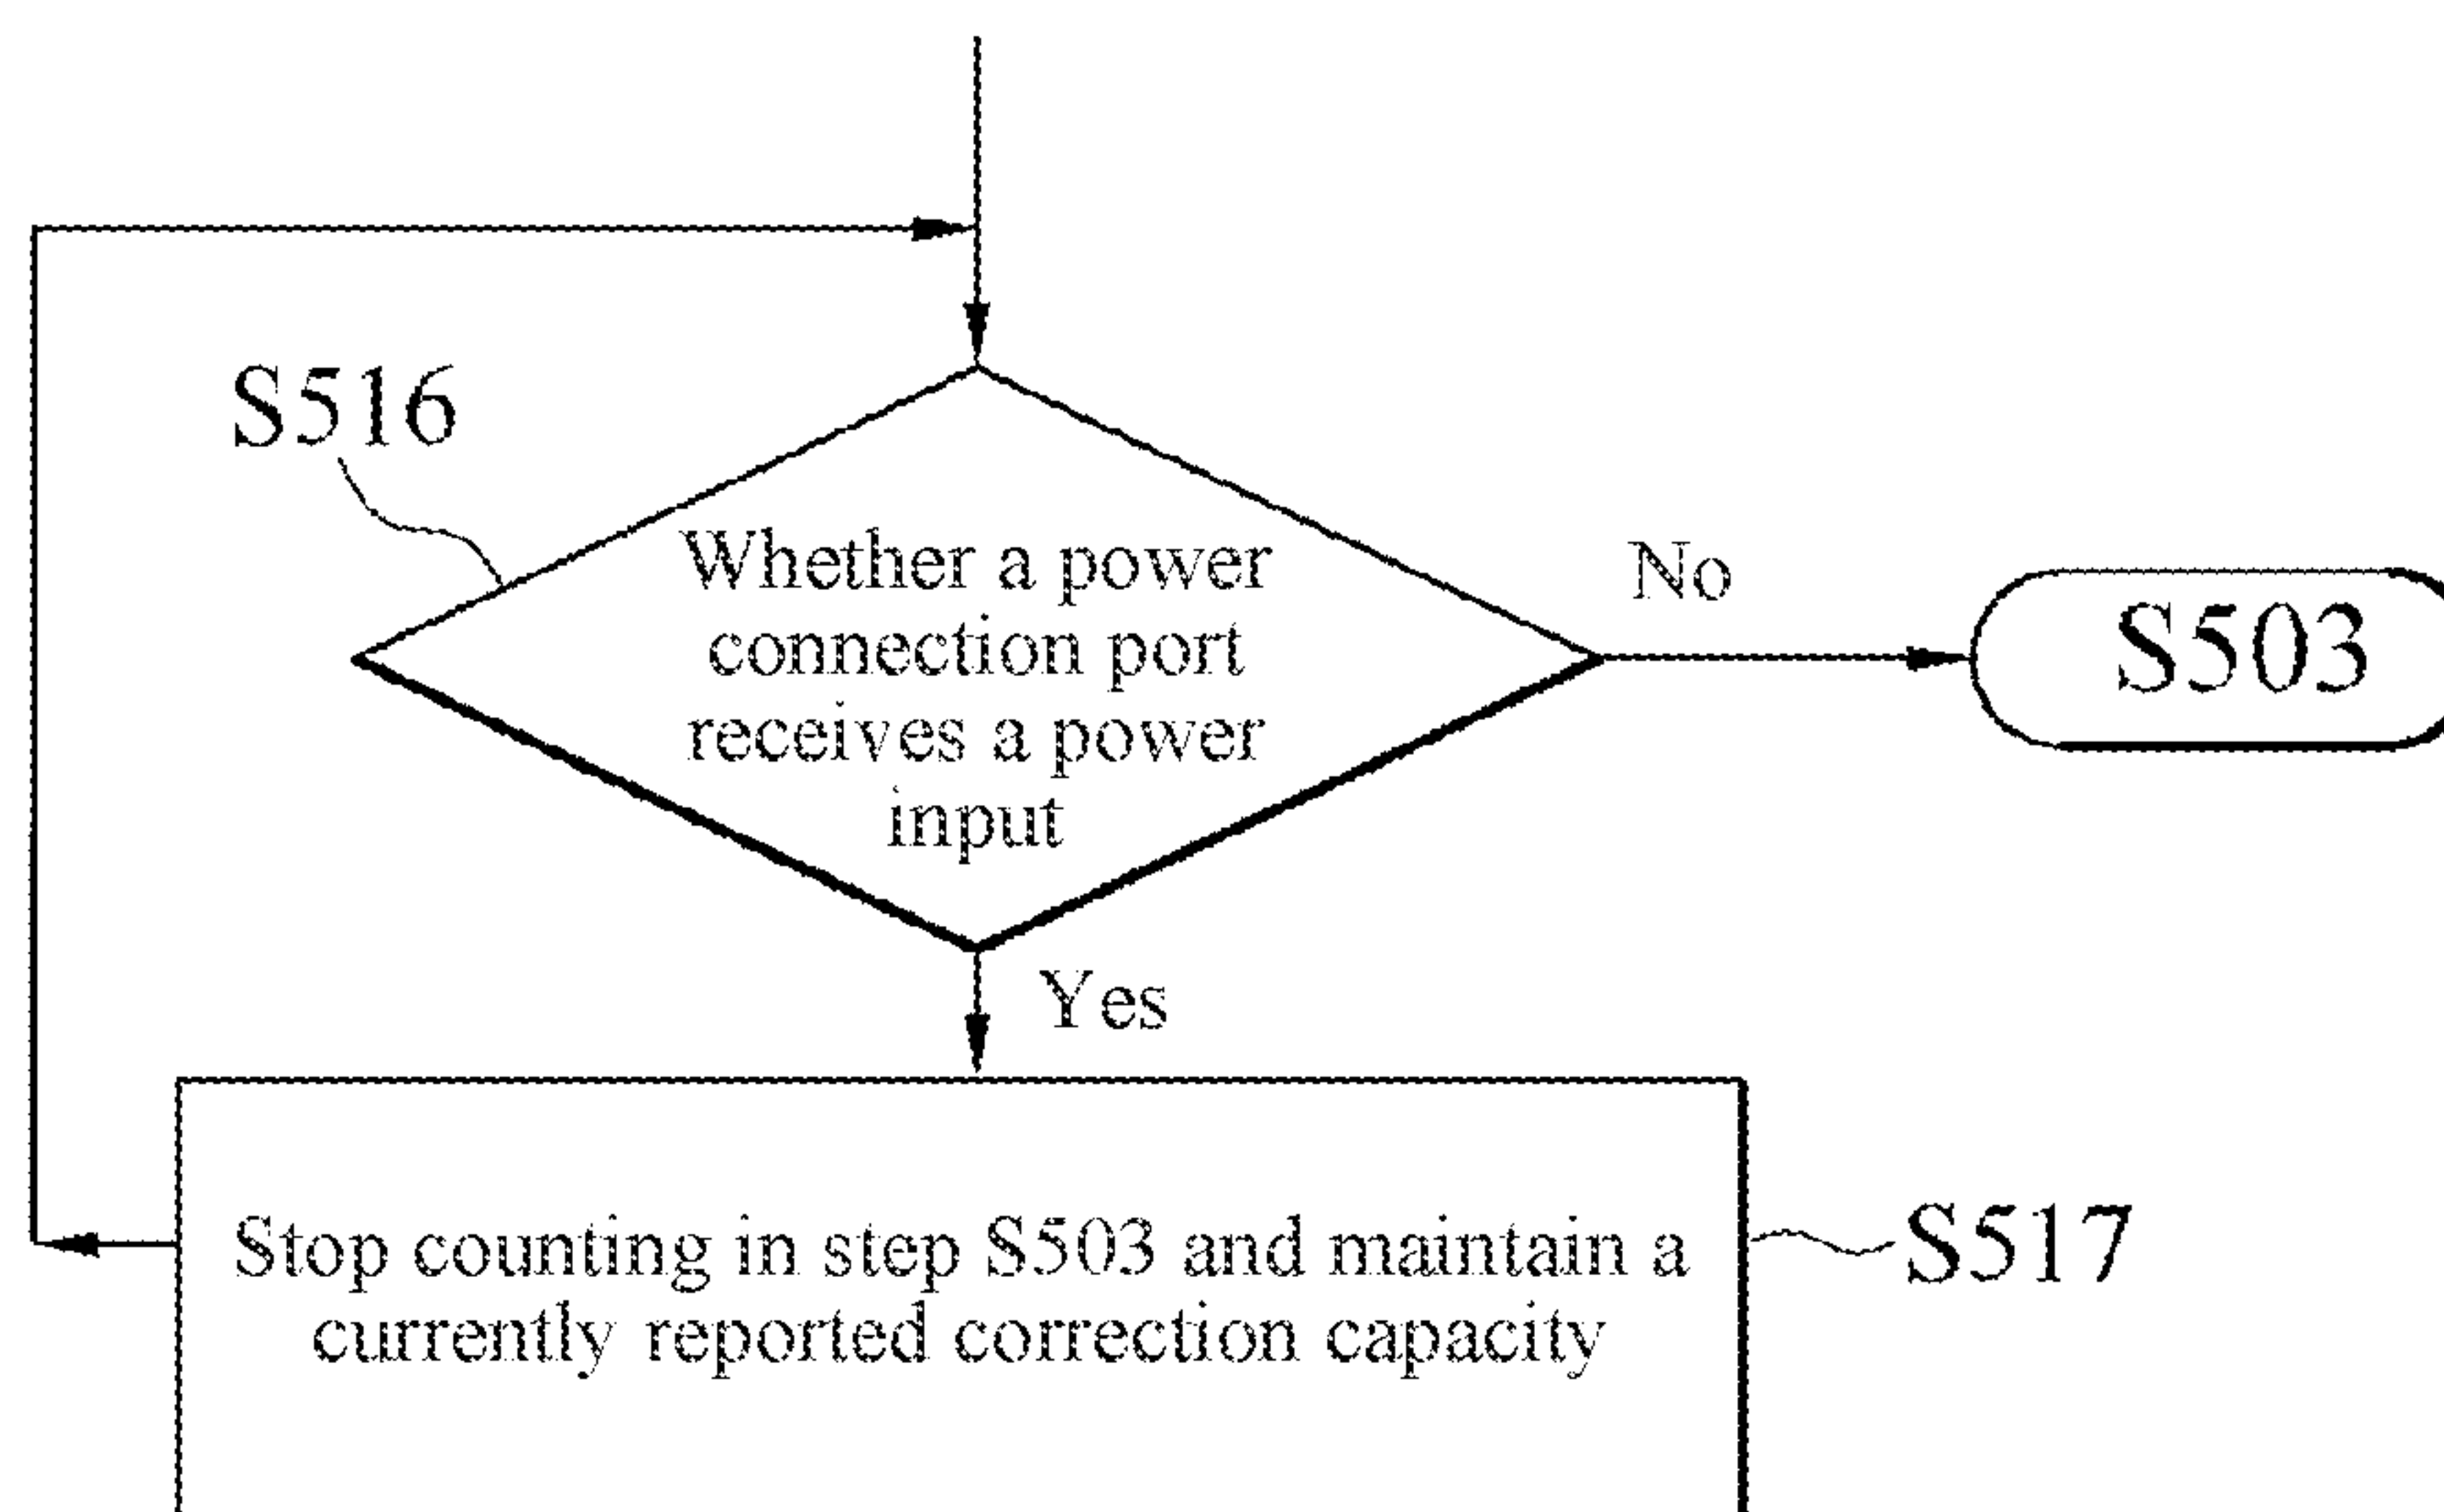 S516
Whether a power
connection port
receives a power
input
No
S503
Yes
Stop counting in step S503 and maintain a
currently reported correction capacity
S517